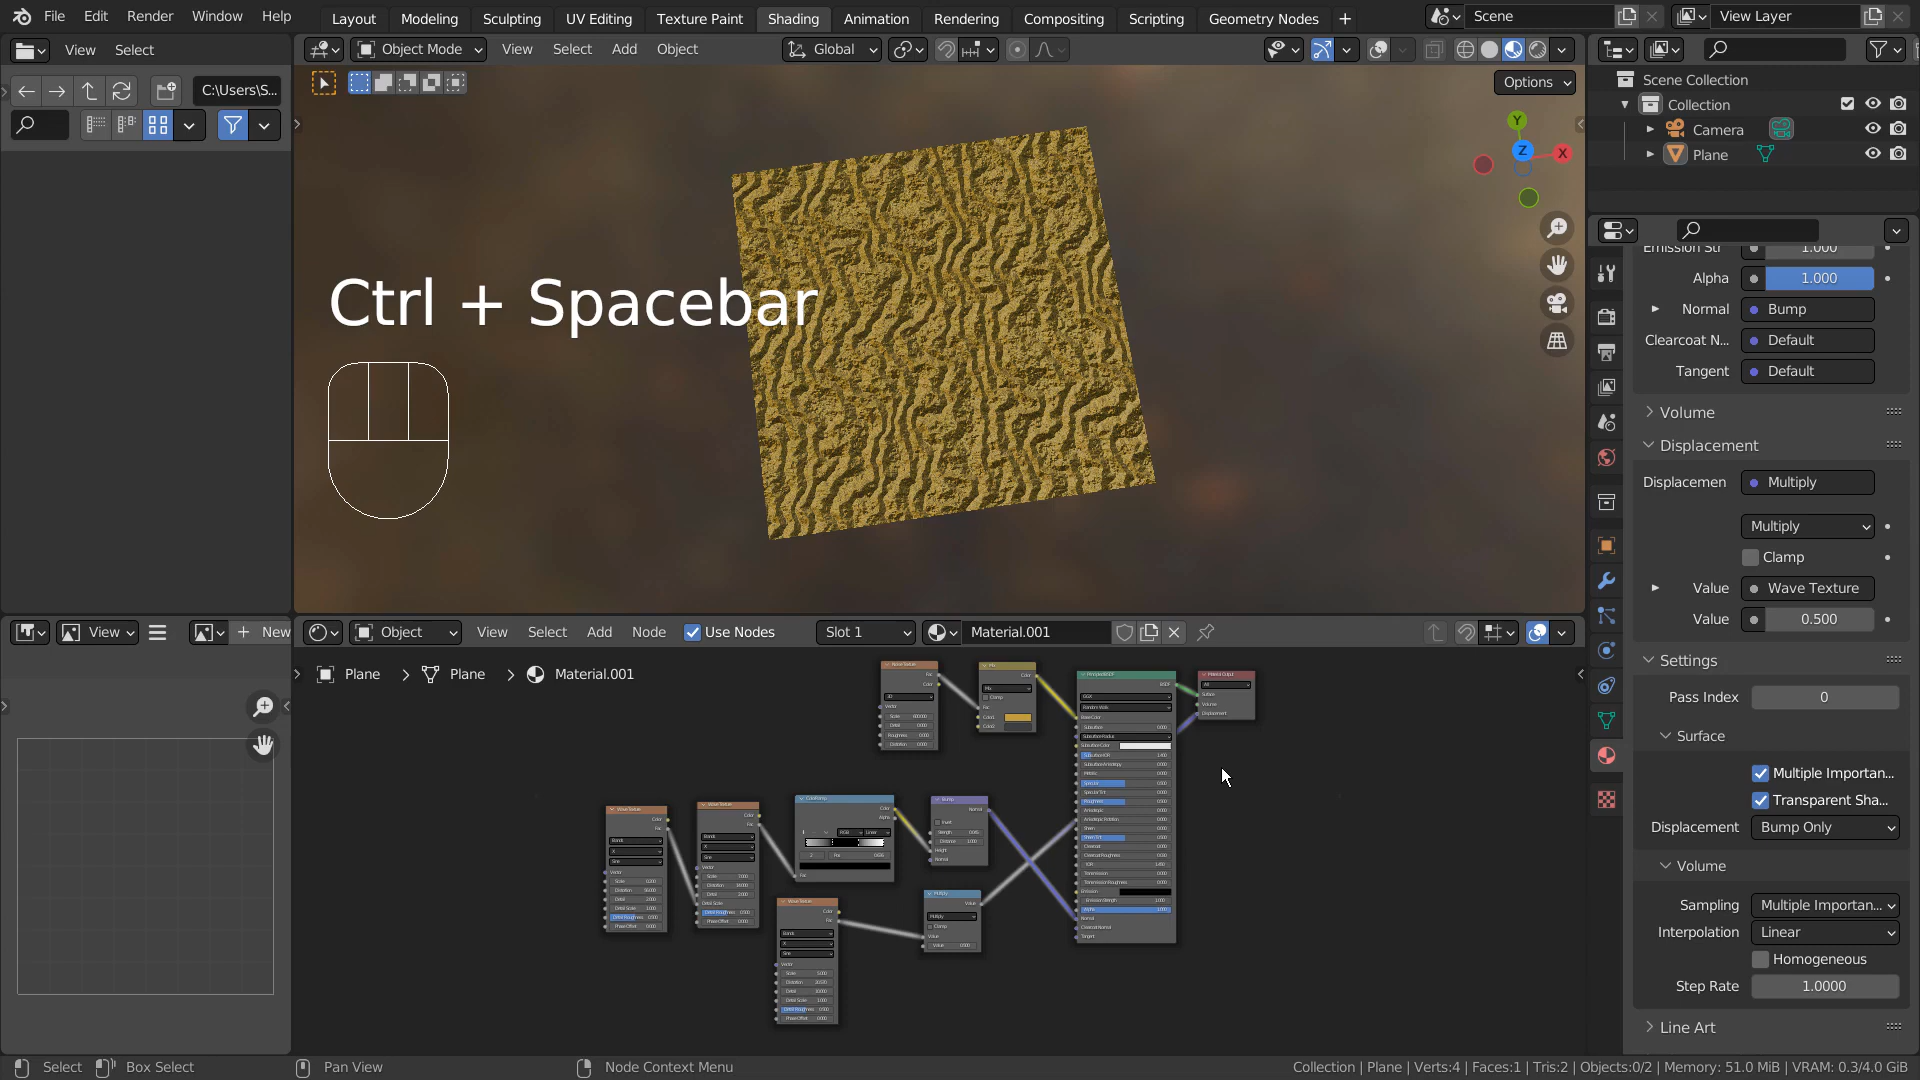 File Edit Render Window Help
Layout Modeling Sculpting UV Editing Texture Paint Shading Animation Rendering Compositing Scripting Geometry Nodes +
Scene
View Layer
View Select
Object Mode View Select Add Object
Global
C:\Users\S...
Options
Y
Z
X
Scene Collection
Collection
Camera
Plane
Emission Str 1.000
Alpha 1.000
Normal Bump
Clearcoat N... Default
Tangent Default
Volume
Displacement
Displacemen Multiply
Multiply
Clamp
Value Wave Texture
Value 0.500
Settings
Pass Index 0
Surface
Multiple Importan...
Transparent Sha...
Displacement Bump Only
Volume
Sampling Multiple Importan...
Interpolation Linear
Homogeneous
Step Rate 1.0000
Line Art
Ctrl + Spacebar
View
+ New
Object View Select Add Node Use Nodes Slot 1 Material.001
Plane > Plane > Material.001
Select Box Select Pan View Node Context Menu
Collection | Plane | Verts:4 | Faces:1 | Tris:2 | Objects:0/2 | Memory: 51.0 MiB | VRAM: 0.3/4.0 GiB